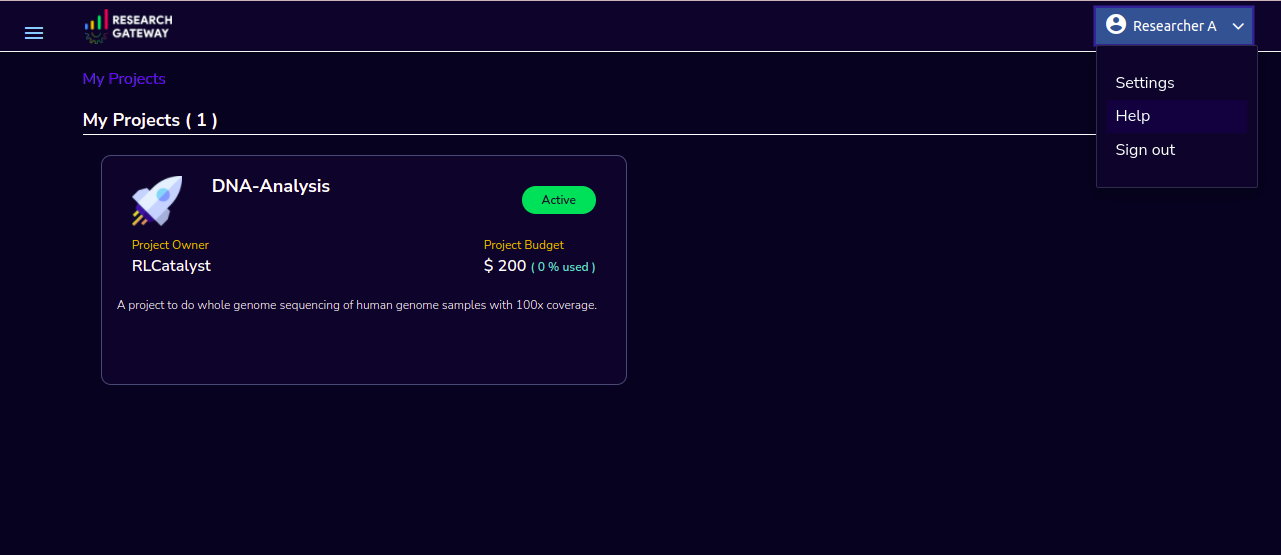 RESEARCH
GATEWAY
Researcher A
My Projects
Settings
My Projects ( 1 )
Help
Sign out
DNA-Analysis
Active
Project Owner
Project Budget
RLCatalyst
$ 200 ( 0 % used )
A project to do whole genome sequencing of human genome samples with 100x coverage.